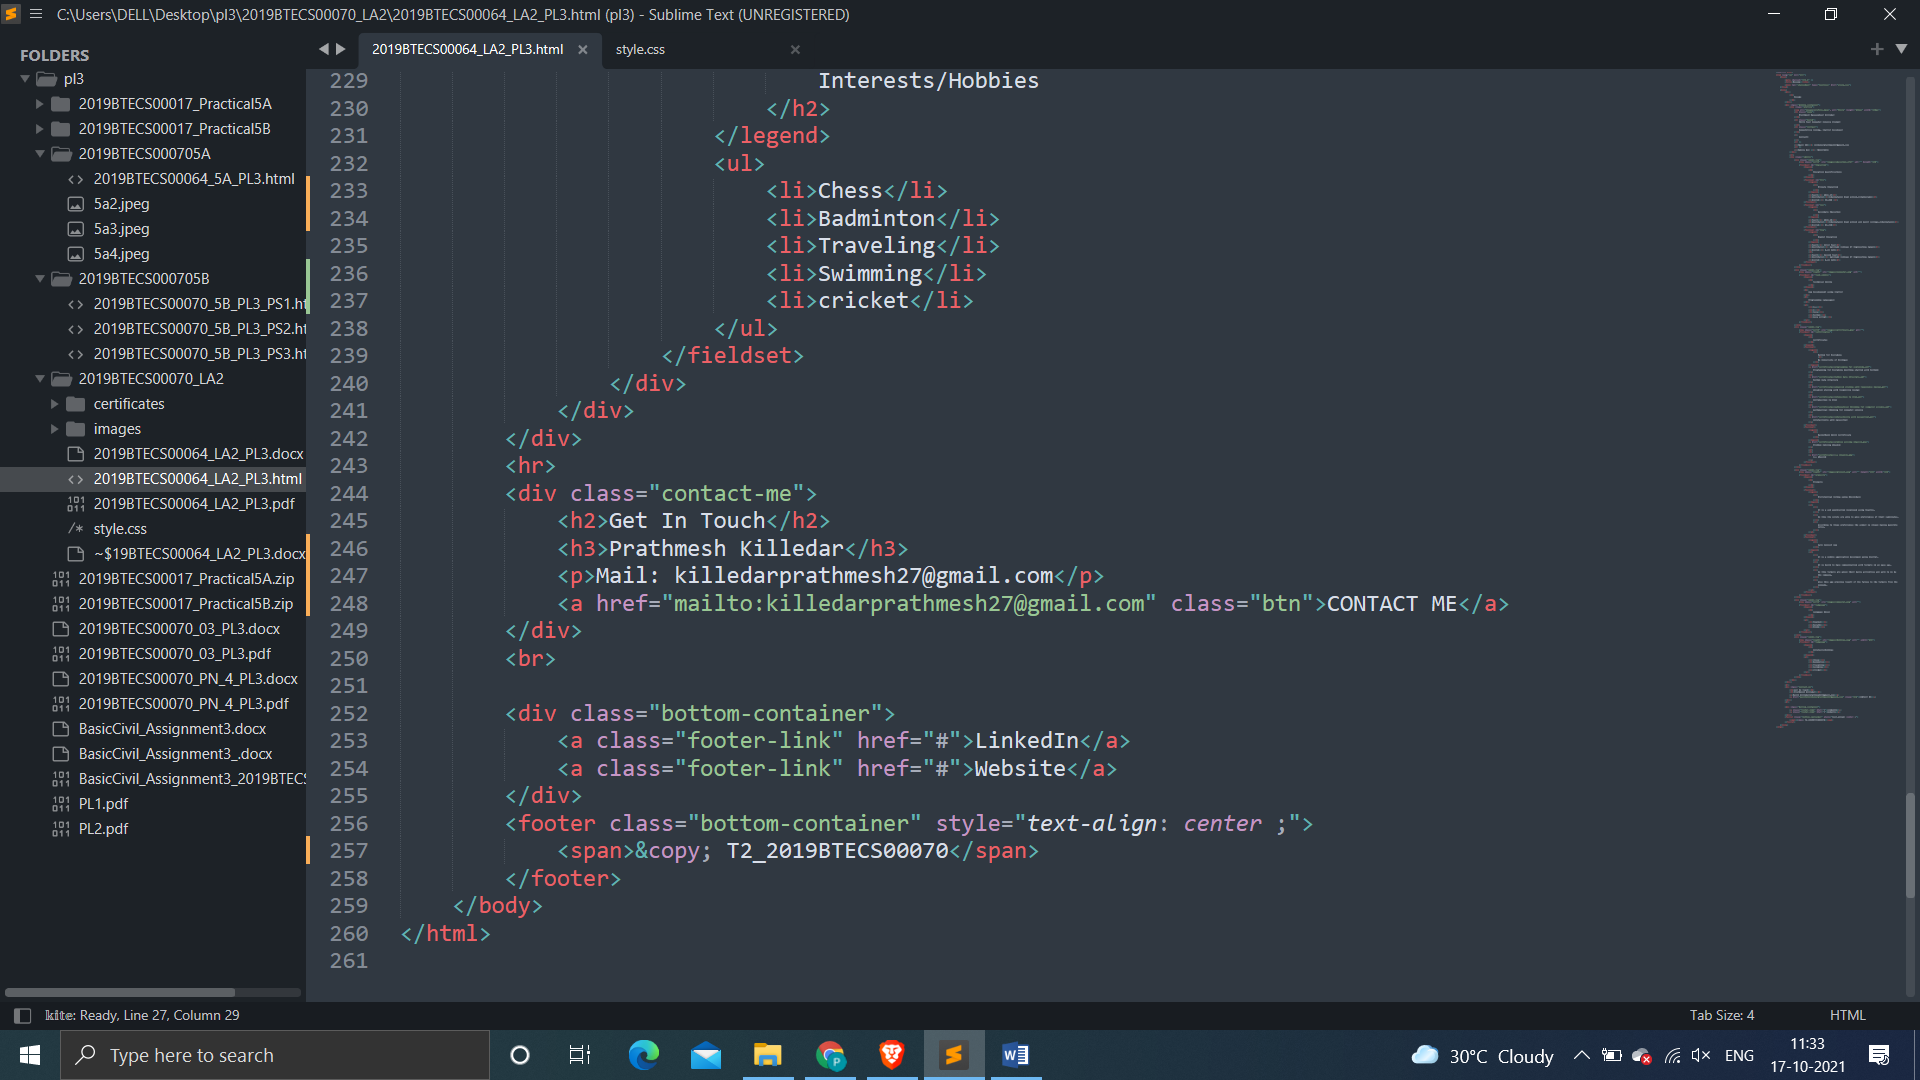 C:\Users\DELL\Desktop\pl3\2019BTECS00070_LA2\2019BTECS00064_LA2_PL3.html (pl3) - Sublime Text (UNREGISTERED)
FOLDERS
pl3
2019BTECS00017_Practical5A
2019BTECS00017_Practical5B
2019BTECS000705A
2019BTECS00064_5A_PL3.html
5a2.jpeg
5a3.jpeg
5a4.jpeg
2019BTECS000705B
2019BTECS00070_5B_PL3_PS1.ht
2019BTECS00070_5B_PL3_PS2.ht
2019BTECS00070_5B_PL3_PS3.ht
2019BTECS00070_LA2
certificates
images
2019BTECS00064_LA2_PL3.docx
2019BTECS00064_LA2_PL3.html
2019BTECS00064_LA2_PL3.pdf
style.css
~$19BTECS00064_LA2_PL3.docx
2019BTECS00017_Practical5A.zip
2019BTECS00017_Practical5B.zip
2019BTECS00070_03_PL3.docx
2019BTECS00070_03_PL3.pdf
2019BTECS00070_PN_4_PL3.docx
2019BTECS00070_PN_4_PL3.pdf
BasicCivil_Assignment3.docx
BasicCivil_Assignment3_.docx
BasicCivil_Assignment3_2019BTECS
PL1.pdf
PL2.pdf
2019BTECS00064_LA2_PL3.html style.css
229 Interests/Hobbies
230 </h2>
231 </legend>
232 <ul>
233 <li>Chess</li>
234 <li>Badminton</li>
235 <li>Traveling</li>
236 <li>Swimming</li>
237 <li>cricket</li>
238 </ul>
239 </fieldset>
240 </div>
241 </div>
242 </div>
243 <hr>
244 <div class="contact-me">
245 <h2>Get In Touch</h2>
246 <h3>Prathmesh Killedar</h3>
247 <p>Mail: killedarprathmesh27@gmail.com</p>
248 <a href="mailto:killedarprathmesh27@gmail.com" class="btn">CONTACT ME</a>
249 </div>
250 <br>
251
252 <div class="bottom-container">
253 <a class="footer-link" href="#">LinkedIn</a>
254 <a class="footer-link" href="#">Website</a>
255 </div>
256 <footer class="bottom-container" style="text-align: center ;">
257 <span>&copy; T2_2019BTECS00070</span>
258 </footer>
259 </body>
260 </html>
261
kite: Ready, Line 27, Column 29
Tab Size: 4
HTML
Type here to search
30°C Cloudy
ENG
11:33
17-10-2021